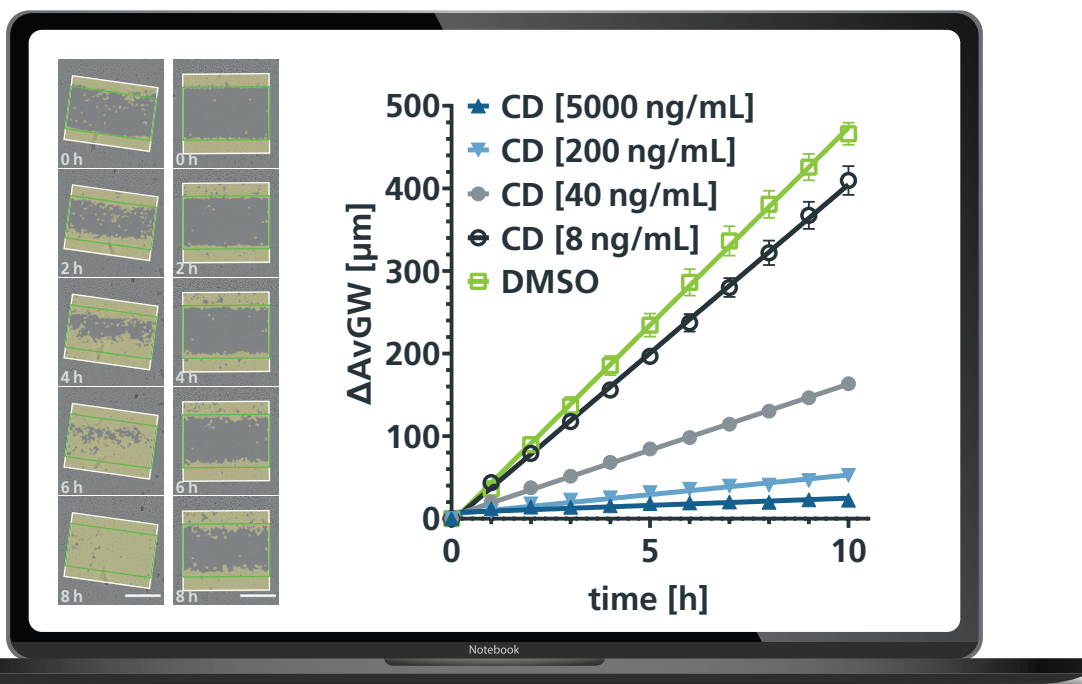 0 h
2 h
4 h
6 h
8 h
0 h
2 h
4 h
6 h
8 h
ΔAvGW [µm]
500
400
300
200
100
0
CD [5000 ng/mL]
CD [200 ng/mL]
CD [40 ng/mL]
CD [8 ng/mL]
DMSO
0 5 10
time [h]
Notebook